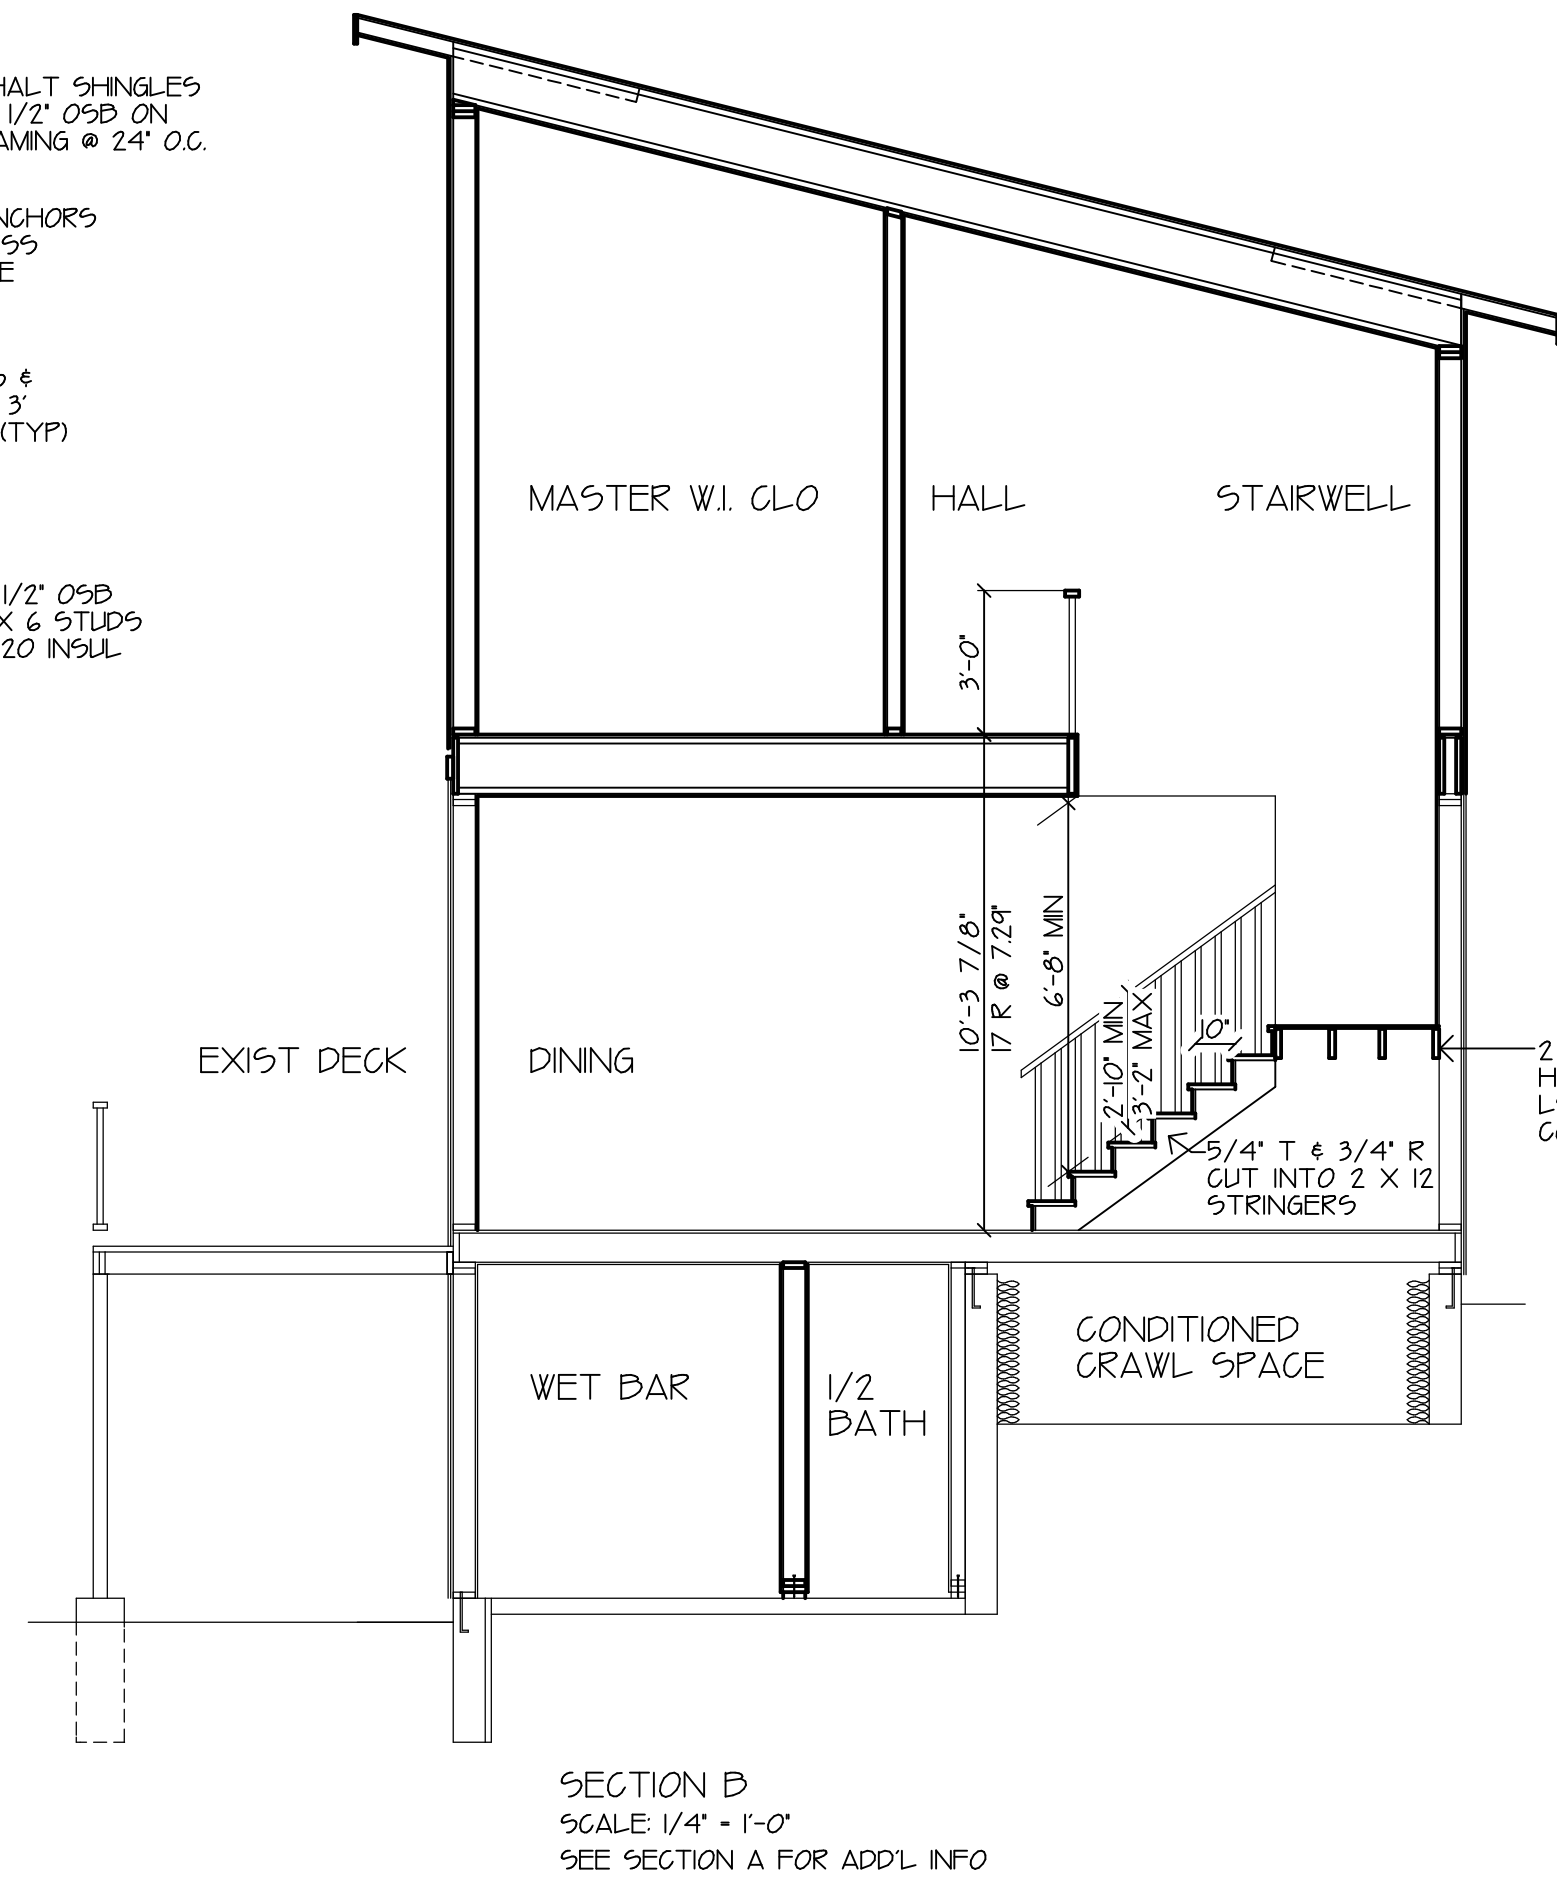 HALT SHINGLES
1/2" OSB ON
AMING @ 24" O.C.
NCHORS
SS
E
&
3'
(TYP)
1/2" OSB
X 6 STUDS
20 INSUL
MASTER W.I. CLO
HALL
STAIRWELL
3'-0"
10'-3 7/8"
17 R @ 7.29"
6'-8" MIN
2'-10" MIN
3'-2" MAX
10"
EXIST DECK
DINING
2
H
5/4" T & 3/4" R
CUT INTO 2 X 12
STRINGERS
CONDITIONED
CRAWL SPACE
WET BAR
1/2
BATH
SECTION B
SCALE: 1/4" = 1'-0"
SEE SECTION A FOR ADD'L INFO